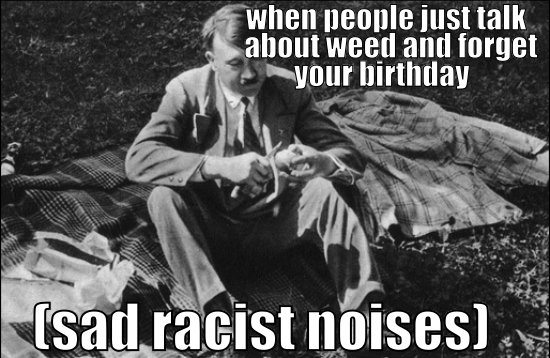 when people just talk
about weed and forget
your birthday
(sad racist noises)